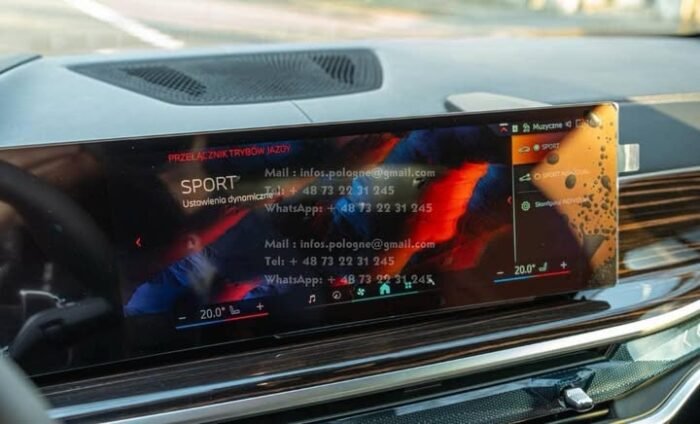 Muzyczne
PRZEŁĄCZNIK TRYBÓW JAZDY
SPORT
SPORT
Ustawienia dynamiczne
Mail : infos.pologne@gmail.com
Tel: + 48 73 22 31 245
WhatsApp: + 48 73 22 31 245
SPORT
Skonfiguruj
Mail : infos.pologne@gmail.com
Tel: + 48 73 22 31 245
WhatsApp: + 48 73 22 31 245
− 20.0° +
− 20.0° +